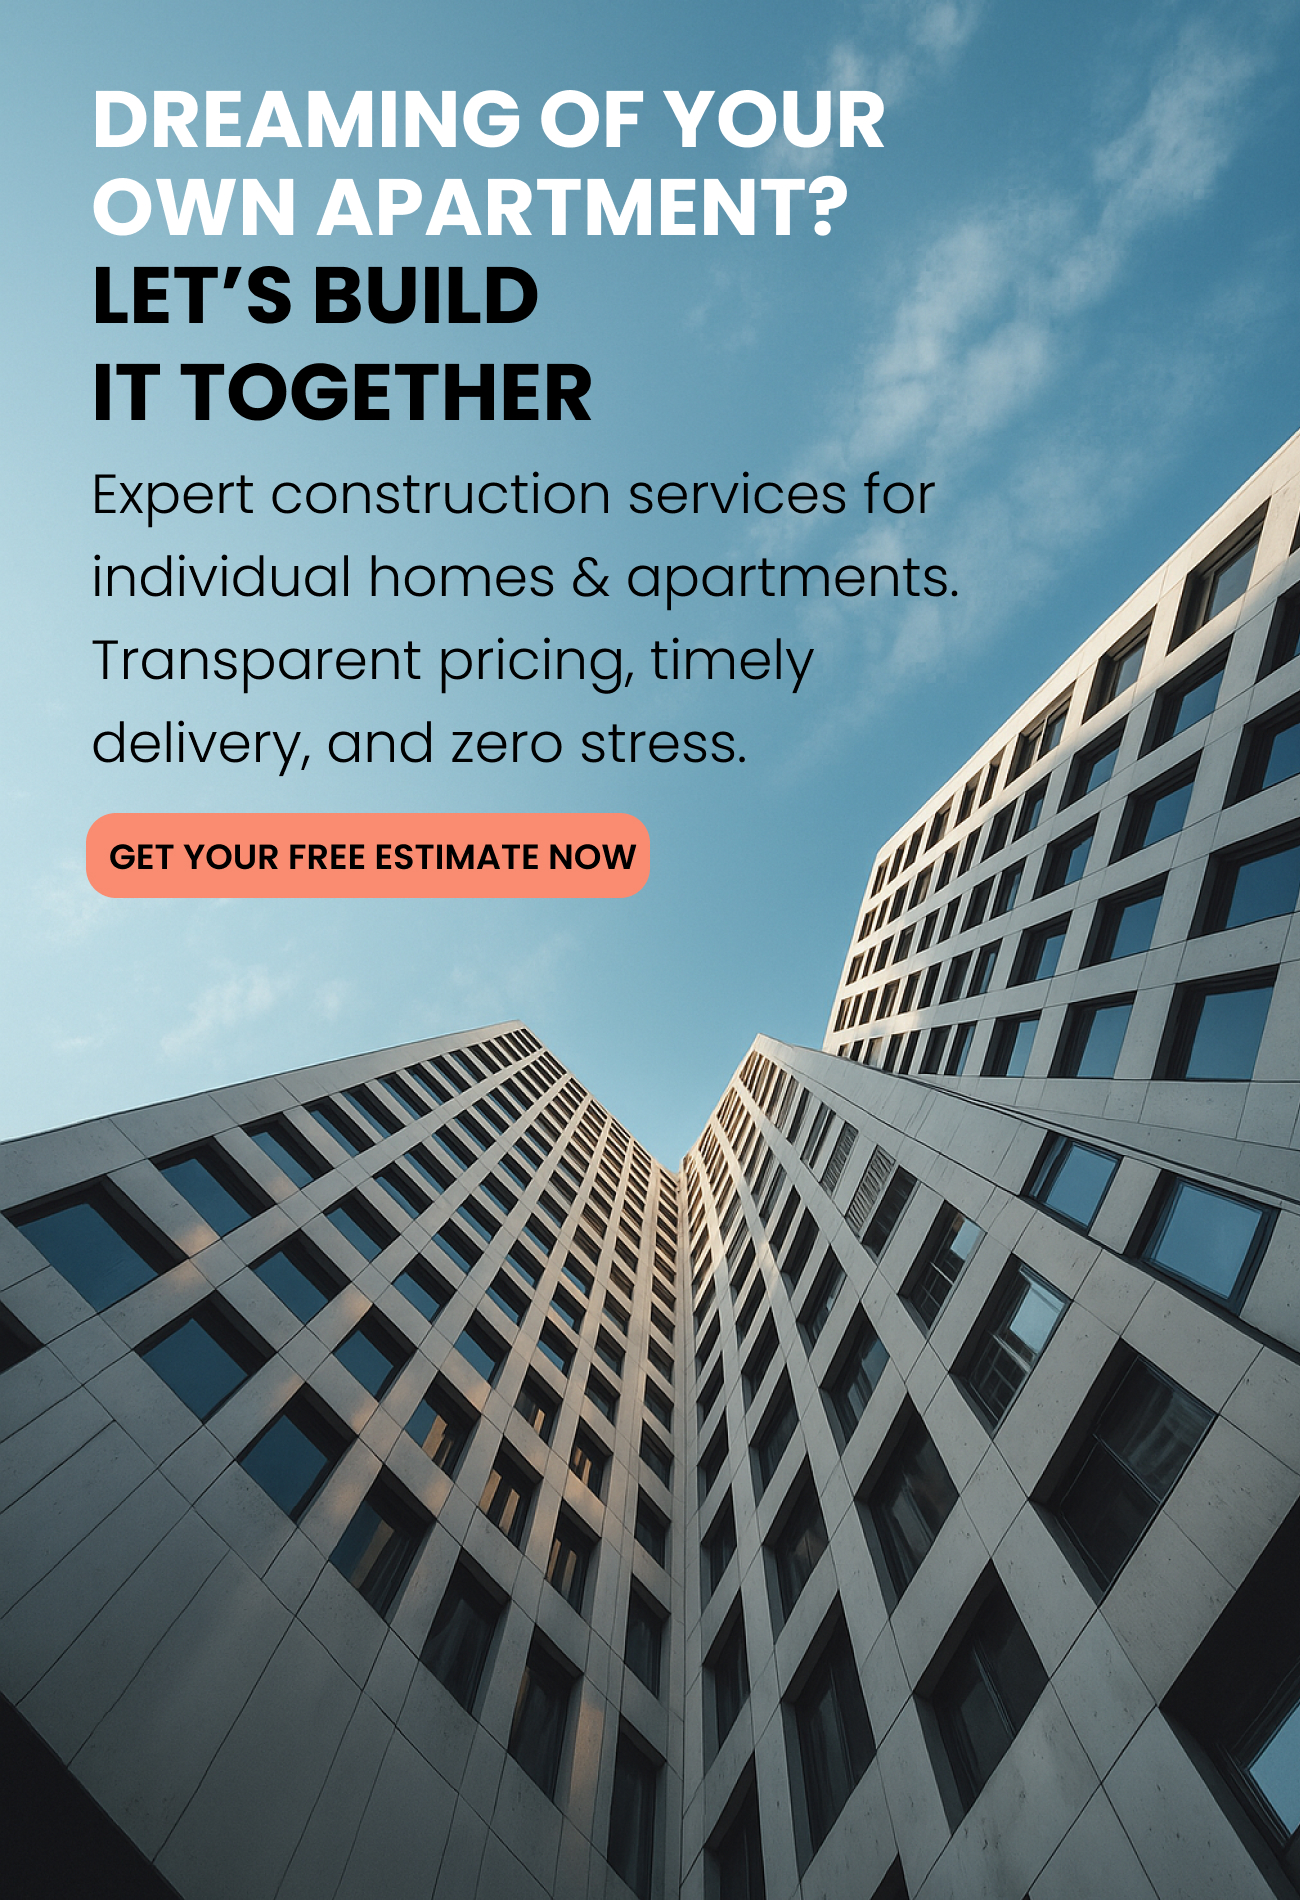 DREAMING OF YOUR
OWN APARTMENT?
LET’S BUILD
IT TOGETHER
Expert construction services for
individual homes & apartments.
Transparent pricing, timely
delivery, and zero stress.
GET YOUR FREE ESTIMATE NOW